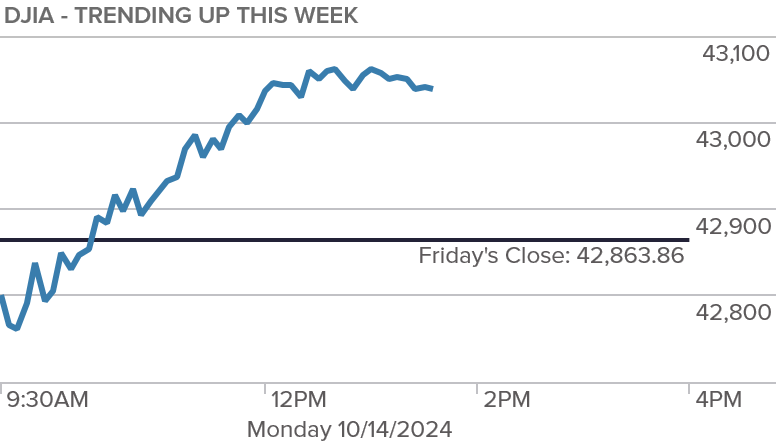 DJIA - TRENDING UP THIS WEEK
43,100
43,000
42,900
Friday's Close: 42,863.86
42,800
9:30AM 12PM 2PM 4PM
Monday 10/14/2024